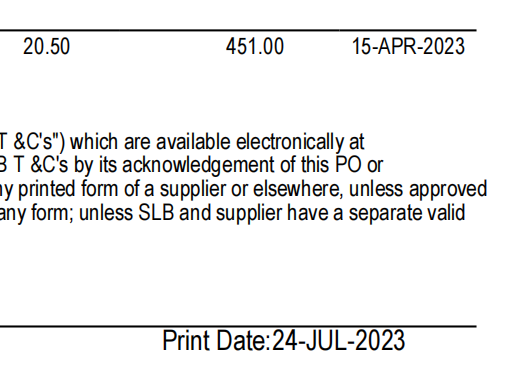 20.50 451.00 15-APR-2023
T &C's") which are available electronically at
B T &C's by its acknowledgement of this PO or
ny printed form of a supplier or elsewhere, unless approved
any form; unless SLB and supplier have a separate valid
Print Date:24-JUL-2023